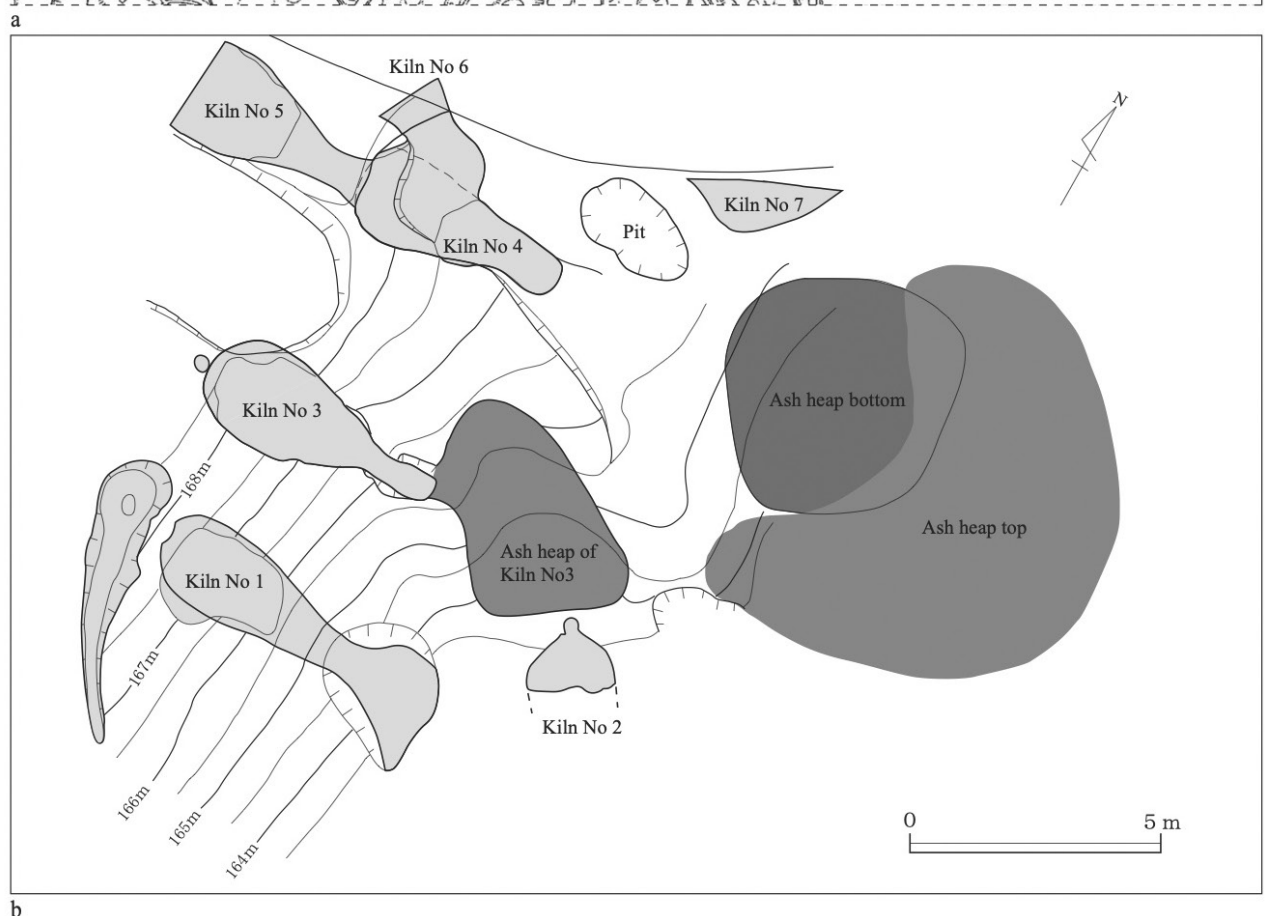 a
Kiln No 6
Kiln No 5
N
Kiln No 7
Pit
Kiln No 4
Ash heap bottom
Kiln No 3
168m
Ash heap top
Ash heap of
Kiln No3
Kiln No 1
167m
Kiln No 2
166m
165m
164m
0
5 m
b